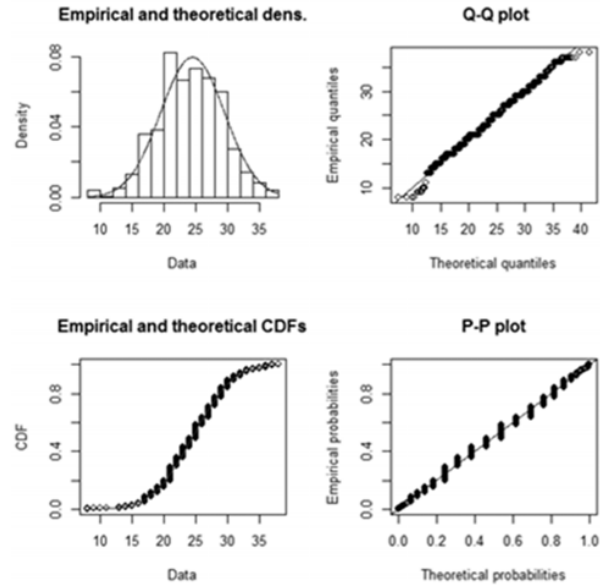 Empirical and theoretical dens.
Density
0.00 0.04 0.08
10 15 20 25 30 35
Data
Q-Q plot
Empirical quantiles
10 20 30
10 15 20 25 30 35 40
Theoretical quantiles
Empirical and theoretical CDFs
CDF
0.0 0.4 0.8
10 15 20 25 30 35
Data
P-P plot
Empirical probabilities
0.0 0.4 0.8
0.0 0.2 0.4 0.6 0.8 1.0
Theoretical probabilities